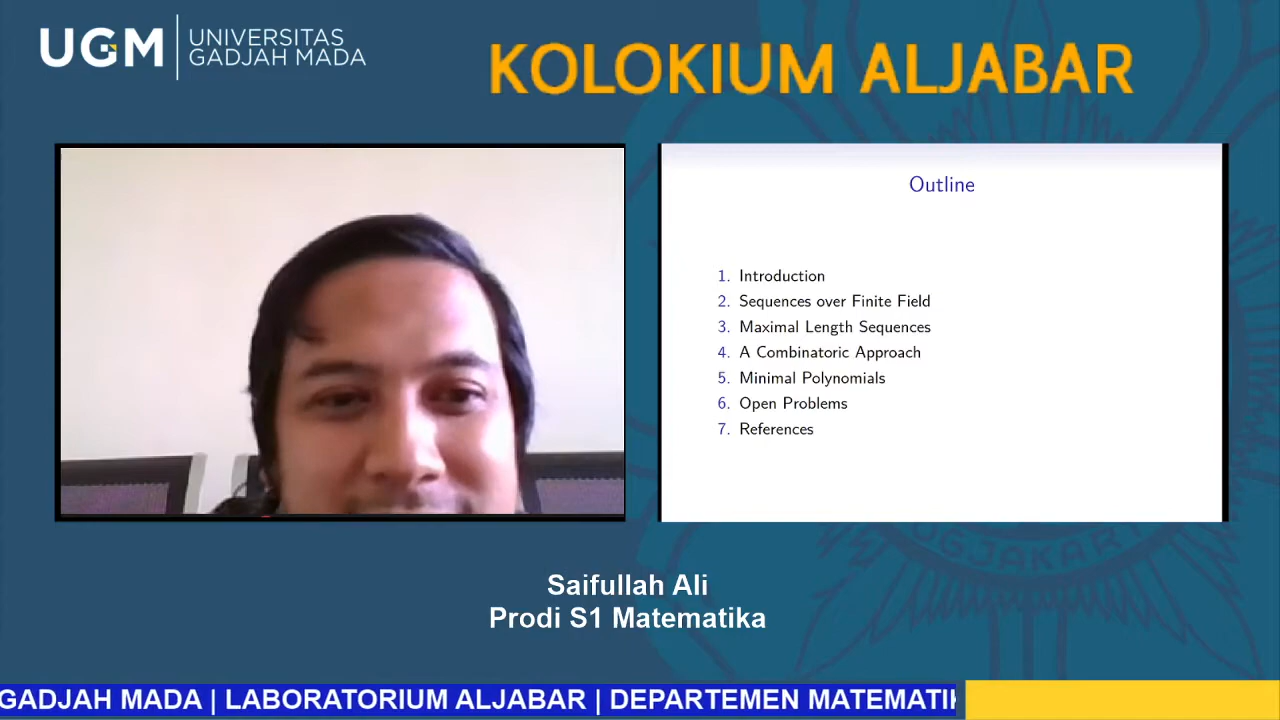 UGM
UNIVERSITAS
GADJAH MADA
KOLOKIUM ALJABAR
Outline
1. Introduction
2. Sequences over Finite Field
3. Maximal Length Sequences
4. A Combinatoric Approach
5. Minimal Polynomials
6. Open Problems
7. References
Saifullah Ali
Prodi S1 Matematika
GADJAH MADA | LABORATORIUM ALJABAR | DEPARTEMEN MATEMATI